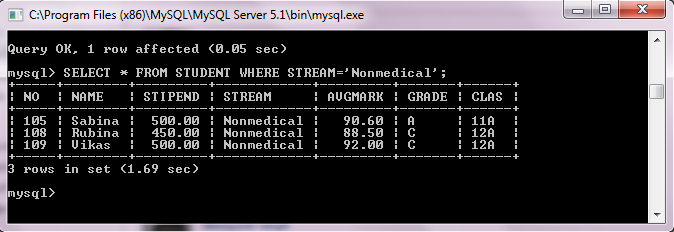 C:\Program Files (x86)\MySQL\MySQL Server 5.1\bin\mysql.exe
Query OK, 1 row affected (0.05 sec)
mysql> SELECT * FROM STUDENT WHERE STREAM='Nonmedical';
+-----+--------+---------+------------+---------+-------+------+
| NO | NAME | STIPEND | STREAM | AVGMARK | GRADE | CLAS |
+-----+--------+---------+------------+---------+-------+------+
| 105 | Sabina | 500.00 | Nonmedical | 90.60 | A | 11A |
| 108 | Rubina | 450.00 | Nonmedical | 88.50 | C | 12A |
| 109 | Vikas | 500.00 | Nonmedical | 92.00 | C | 12A |
+-----+--------+---------+------------+---------+-------+------+
3 rows in set (1.69 sec)
mysql>